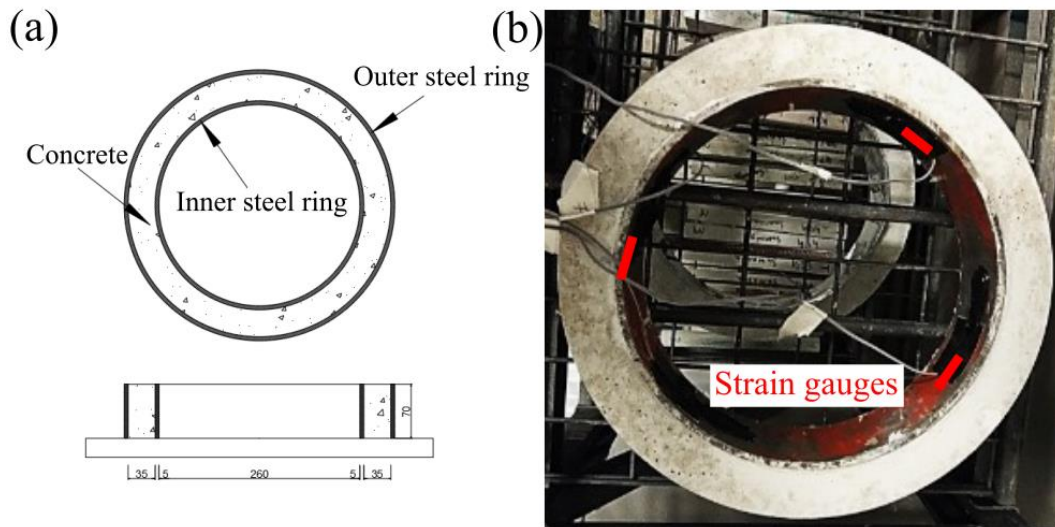 (a)
(b)
Outer steel ring
Concrete
Inner steel ring
70
35
5
260
5
35
Strain gauges